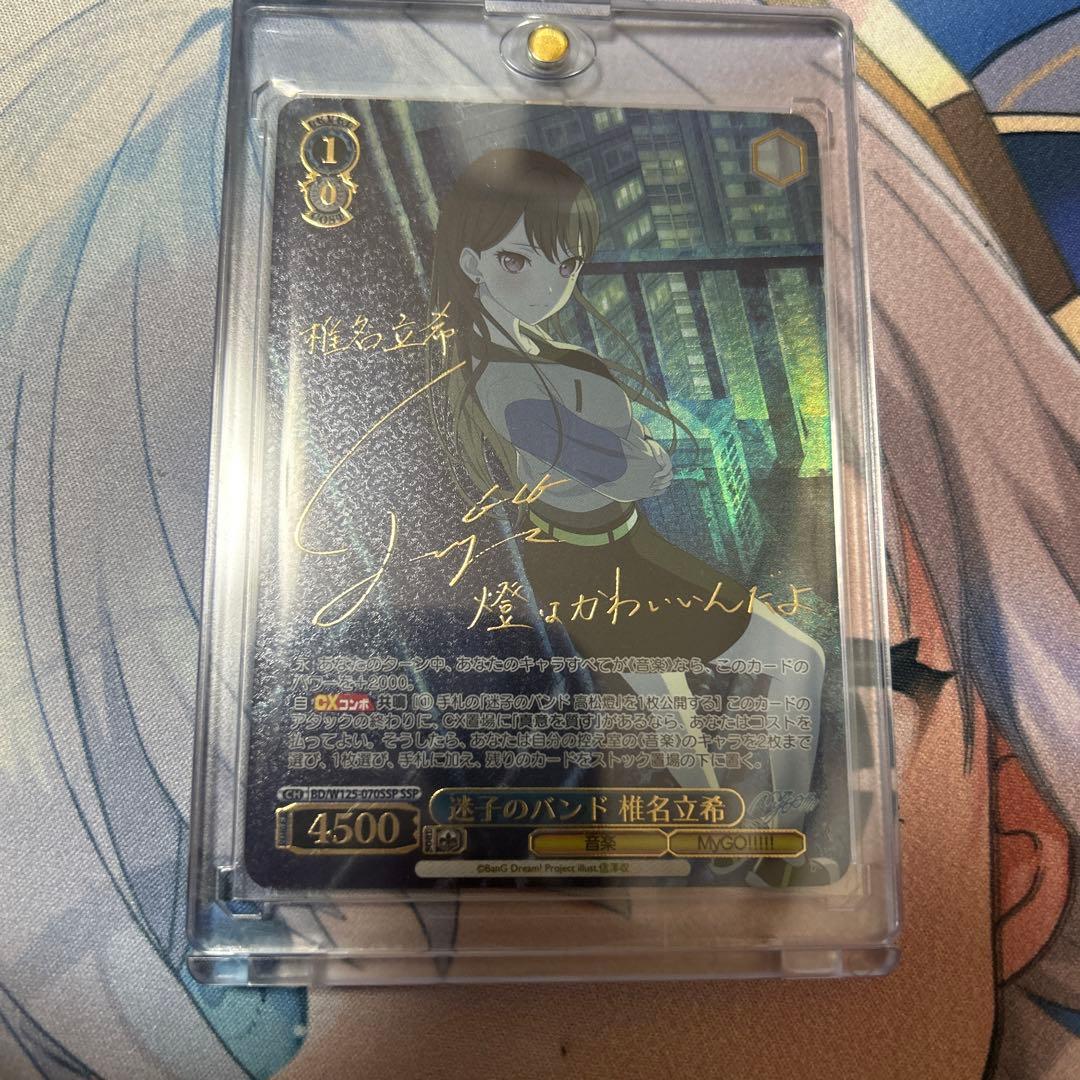 LEVEL
1
0
COST
椎名立希
燈はかわいいんだよ
永 あなたのターン中、あなたのキャラすべてが《音楽》なら、このカードの
パワーを+2000。
自 CXコンボ 共鳴 [① 手札の「迷子のバンド 高松燈」を1枚公開する] このカードの
アタックの終わりに、CX置場に「真意を質す」があるなら、あなたはコストを
払ってよい。そうしたら、あなたは自分の控え室の《音楽》のキャラを2枚まで
選び、1枚選び、手札に加え、残りのカードをストック置場の下に置く。
CH BD/W125-070SSP SSP
迷子のバンド 椎名立希
POWER 4500 SOUL
音楽 MyGO!!!!!
©BanG Dream! Project illust.信澤収